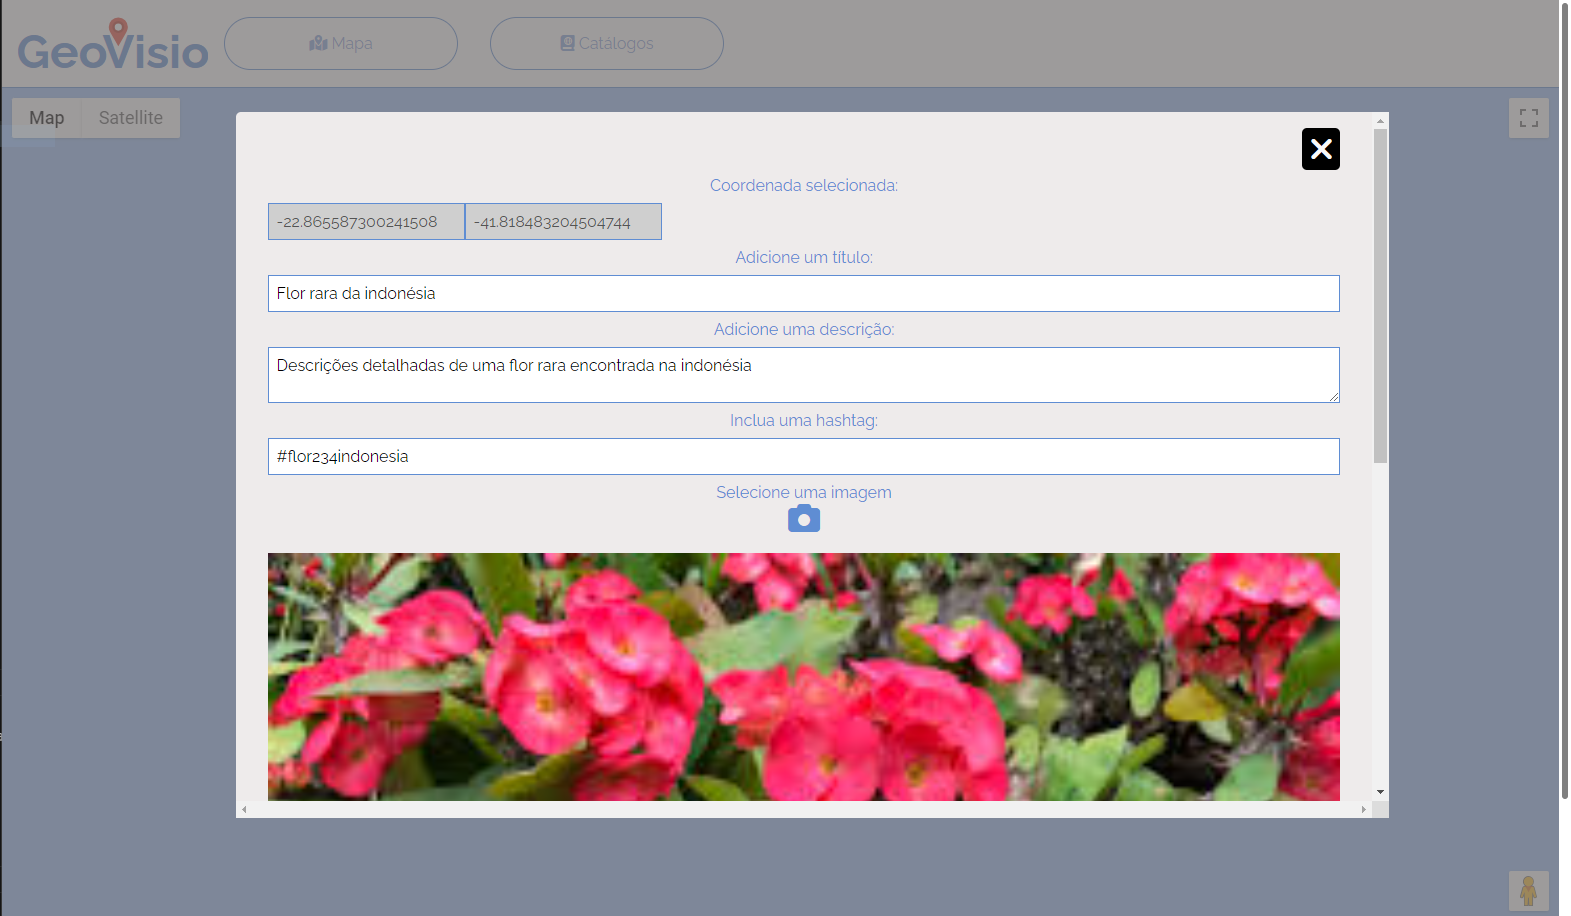 GeoVisio
Mapa
Catálogos
Map
Satellite
Coordenada selecionada:
-22.865587300241508
-41.818483204504744
Adicione um título:
Flor rara da indonésia
Adicione uma descrição:
Descrições detalhadas de uma flor rara encontrada na indonésia
Inclua uma hashtag:
#flor234indonesia
Selecione uma imagem